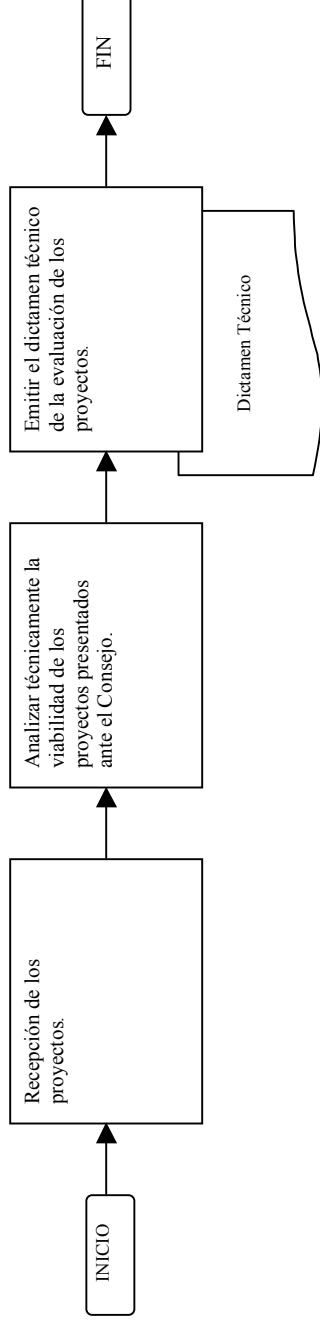 INICIO
Recepción de los
proyectos.
Analizar técnicamente la
viabilidad de los
proyectos presentados
ante el Consejo.
Emitir el dictamen técnico
de la evaluación de los
proyectos.
Dictamen Técnico
FIN